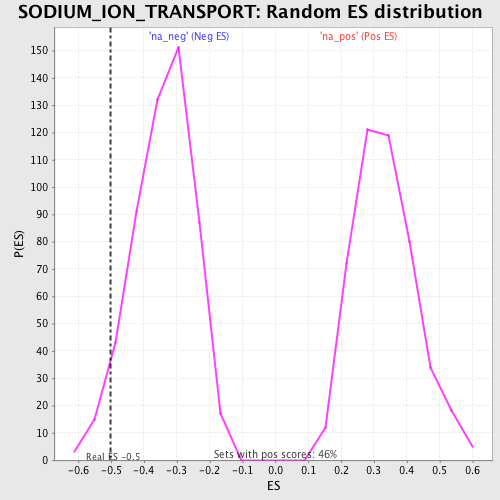 SODIUM_ION_TRANSPORT: Random ES distribution
'na_neg' (Neg ES)
'na_pos' (Pos ES)
150
140
130
120
110
100
90
80
70
60
50
40
30
20
10
0
P(ES)
Real ES -0.5
Sets with pos scores: 46%
-0.6 -0.5 -0.4 -0.3 -0.2 -0.1 0.0 0.1 0.2 0.3 0.4 0.5 0.6
ES